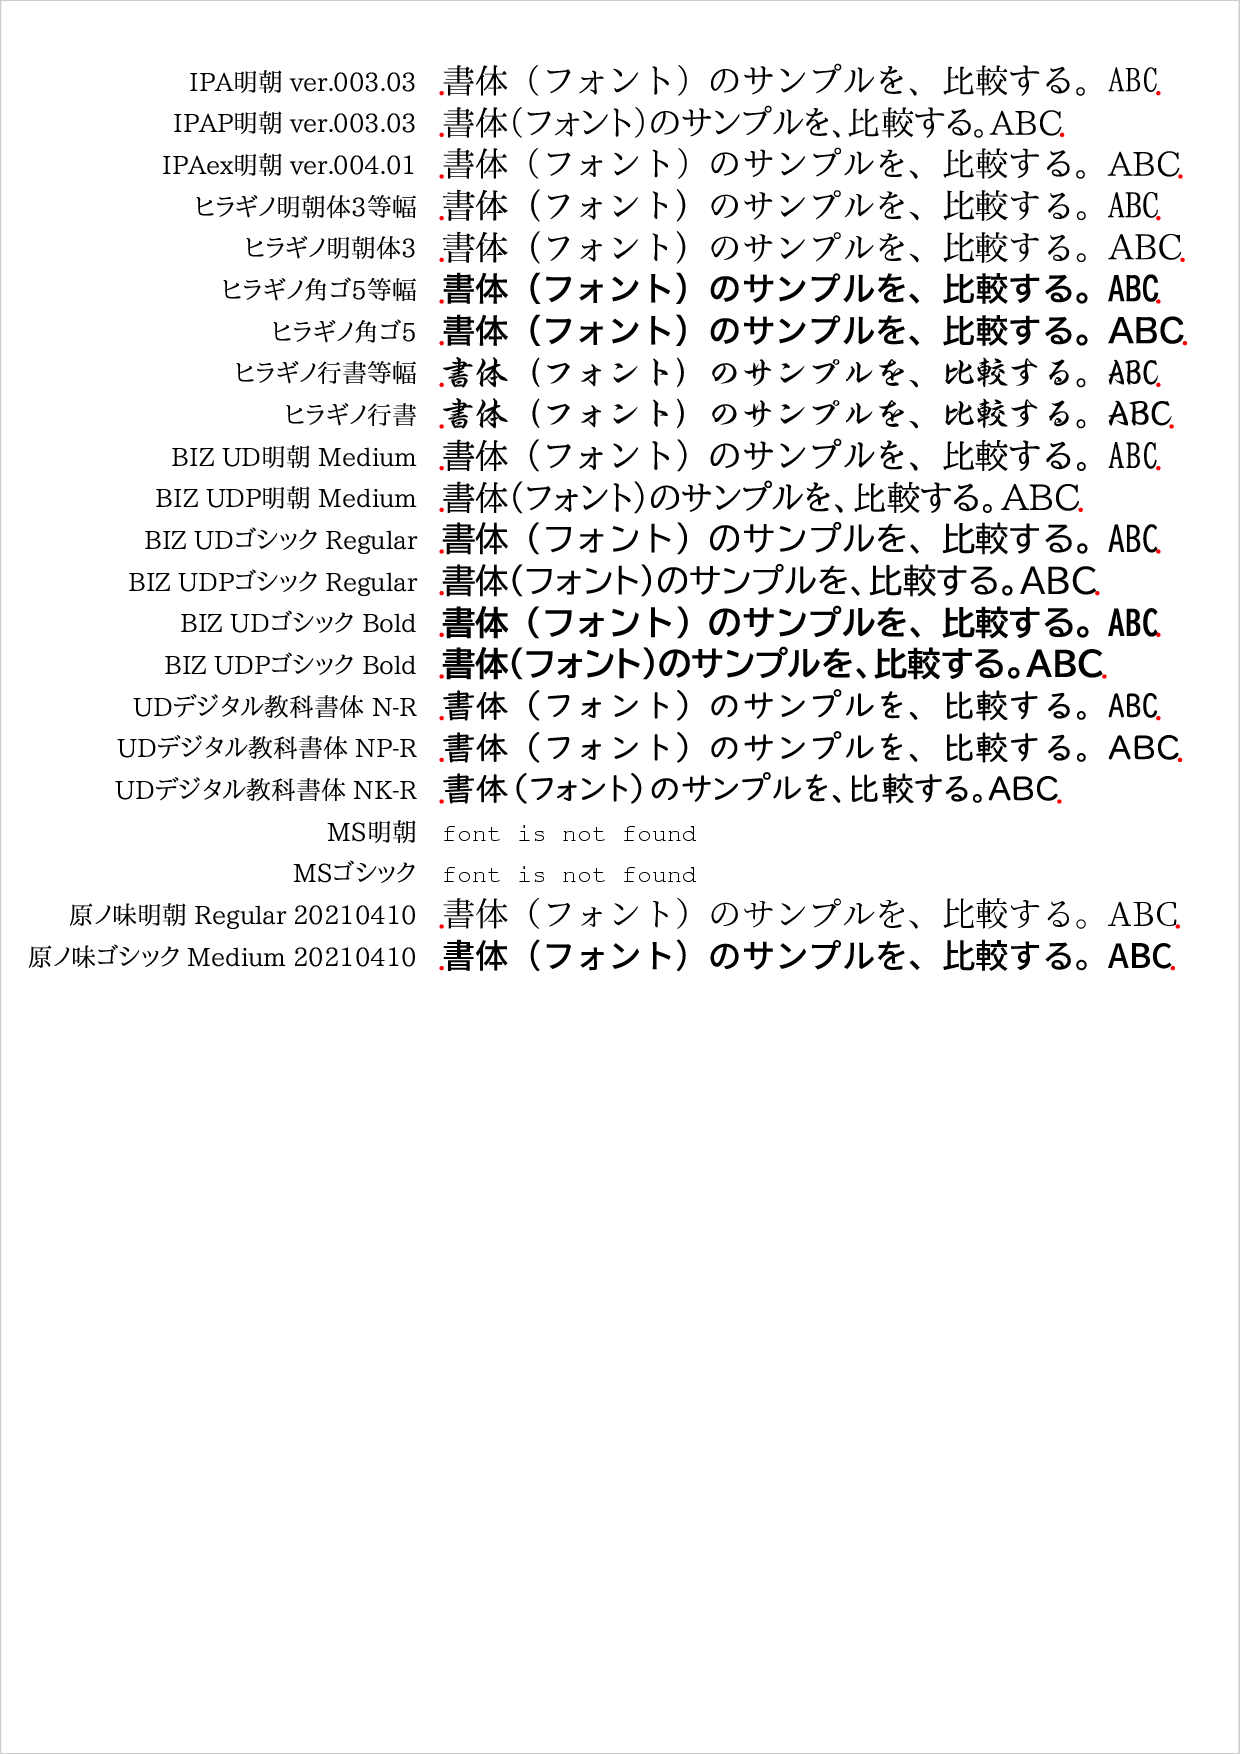 IPA明朝 ver.003.03 書体（フォント）のサンプルを、比較する。ABC
IPAP明朝 ver.003.03 書体（フォント）のサンプルを、比較する。ABC
IPAex明朝 ver.004.01 書体（フォント）のサンプルを、比較する。ABC
ヒラギノ明朝体3等幅 書体（フォント）のサンプルを、比較する。ABC
ヒラギノ明朝体3 書体（フォント）のサンプルを、比較する。ABC
ヒラギノ角ゴ5等幅 書体（フォント）のサンプルを、比較する。ABC
ヒラギノ角ゴ5 書体（フォント）のサンプルを、比較する。ABC
ヒラギノ行書等幅 書体（フォント）のサンプルを、比較する。ABC
ヒラギノ行書 書体（フォント）のサンプルを、比較する。ABC
BIZ UD明朝 Medium 書体（フォント）のサンプルを、比較する。ABC
BIZ UDP明朝 Medium 書体（フォント）のサンプルを、比較する。ABC
BIZ UDゴシック Regular 書体（フォント）のサンプルを、比較する。ABC
BIZ UDPゴシック Regular 書体（フォント）のサンプルを、比較する。ABC
BIZ UDゴシック Bold 書体（フォント）のサンプルを、比較する。ABC
BIZ UDPゴシック Bold 書体（フォント）のサンプルを、比較する。ABC
UDデジタル教科書体 N-R 書体（フォント）のサンプルを、比較する。ABC
UDデジタル教科書体 NP-R 書体（フォント）のサンプルを、比較する。ABC
UDデジタル教科書体 NK-R 書体（フォント）のサンプルを、比較する。ABC
MS明朝 font is not found
MSゴシック font is not found
原ノ味明朝 Regular 20210410 書体（フォント）のサンプルを、比較する。ABC
原ノ味ゴシック Medium 20210410 書体（フォント）のサンプルを、比較する。ABC